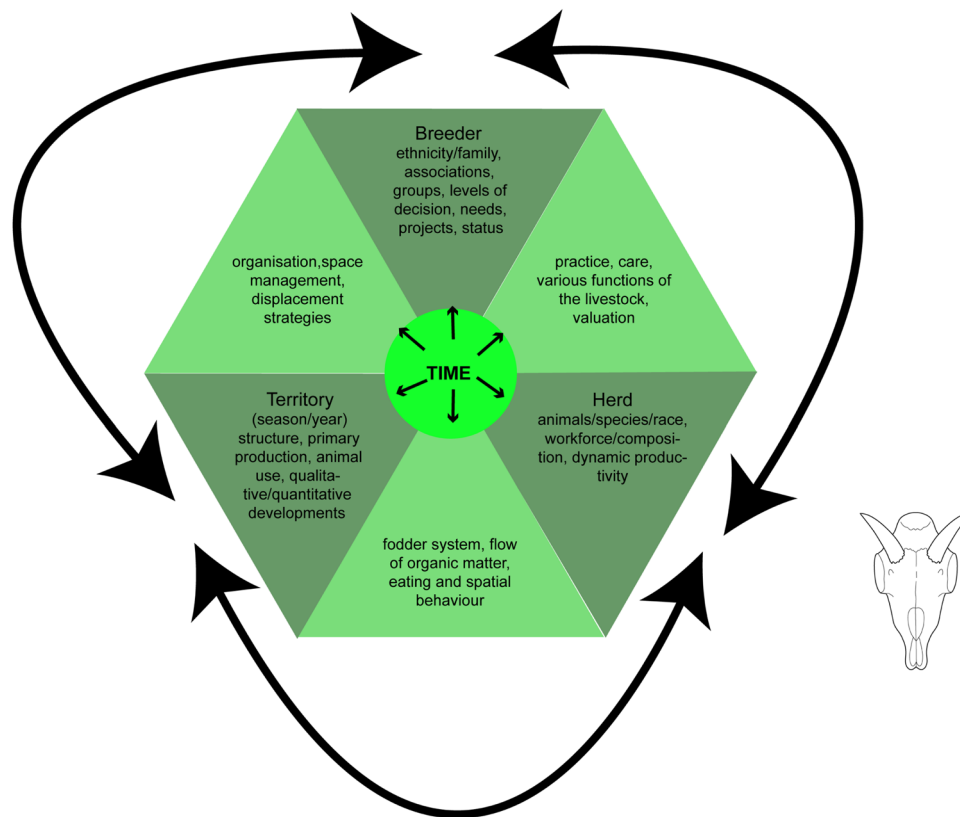 Breeder
ethnicity/family,
associations,
groups, levels of
decision, needs,
projects, status
organisation,space
management,
displacement
strategies
practice, care,
various functions of
the livestock,
valuation
TIME
Territory
(season/year)
structure, primary
production, animal
use, qualita-
tive/quantitative
developments
Herd
animals/species/race,
workforce/composi-
tion, dynamic produc-
tivity
fodder system, flow
of organic matter,
eating and spatial
behaviour